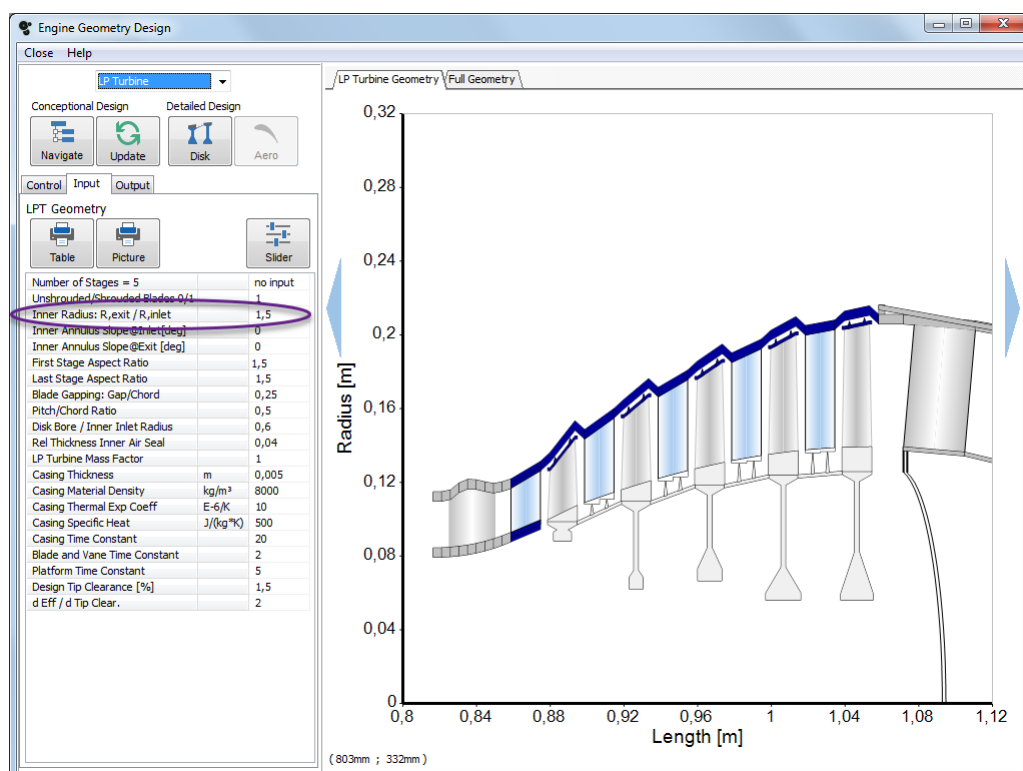 Engine Geometry Design
Close Help
LP Turbine
Conceptional Design Detailed Design
Navigate Update Disk Aero
Control Input Output
LPT Geometry
Table Picture Slider
Number of Stages = 5 no input
Unshrouded/Shrouded Blades 0/1 1
Inner Radius: R,exit / R,inlet 1,5
Inner Annulus Slope@Inlet[deg] 0
Inner Annulus Slope@Exit [deg] 0
First Stage Aspect Ratio 1,5
Last Stage Aspect Ratio 1,5
Blade Gapping: Gap/Chord 0,25
Pitch/Chord Ratio 0,5
Disk Bore / Inner Inlet Radius 0,6
Rel Thickness Inner Air Seal 0,04
LP Turbine Mass Factor 1
Casing Thickness m 0,005
Casing Material Density kg/m³ 8000
Casing Thermal Exp Coeff E-6/K 10
Casing Specific Heat J/(kg*K) 500
Casing Time Constant 20
Blade and Vane Time Constant 2
Platform Time Constant 5
Design Tip Clearance [%] 1,5
d Eff / d Tip Clear. 2
LP Turbine Geometry Full Geometry
0,32
0,28
0,24
0,2
0,16
0,12
0,08
0,04
0
Radius [m]
0,8 0,84 0,88 0,92 0,96 1 1,04 1,08 1,12
Length [m]
(803mm ; 332mm)